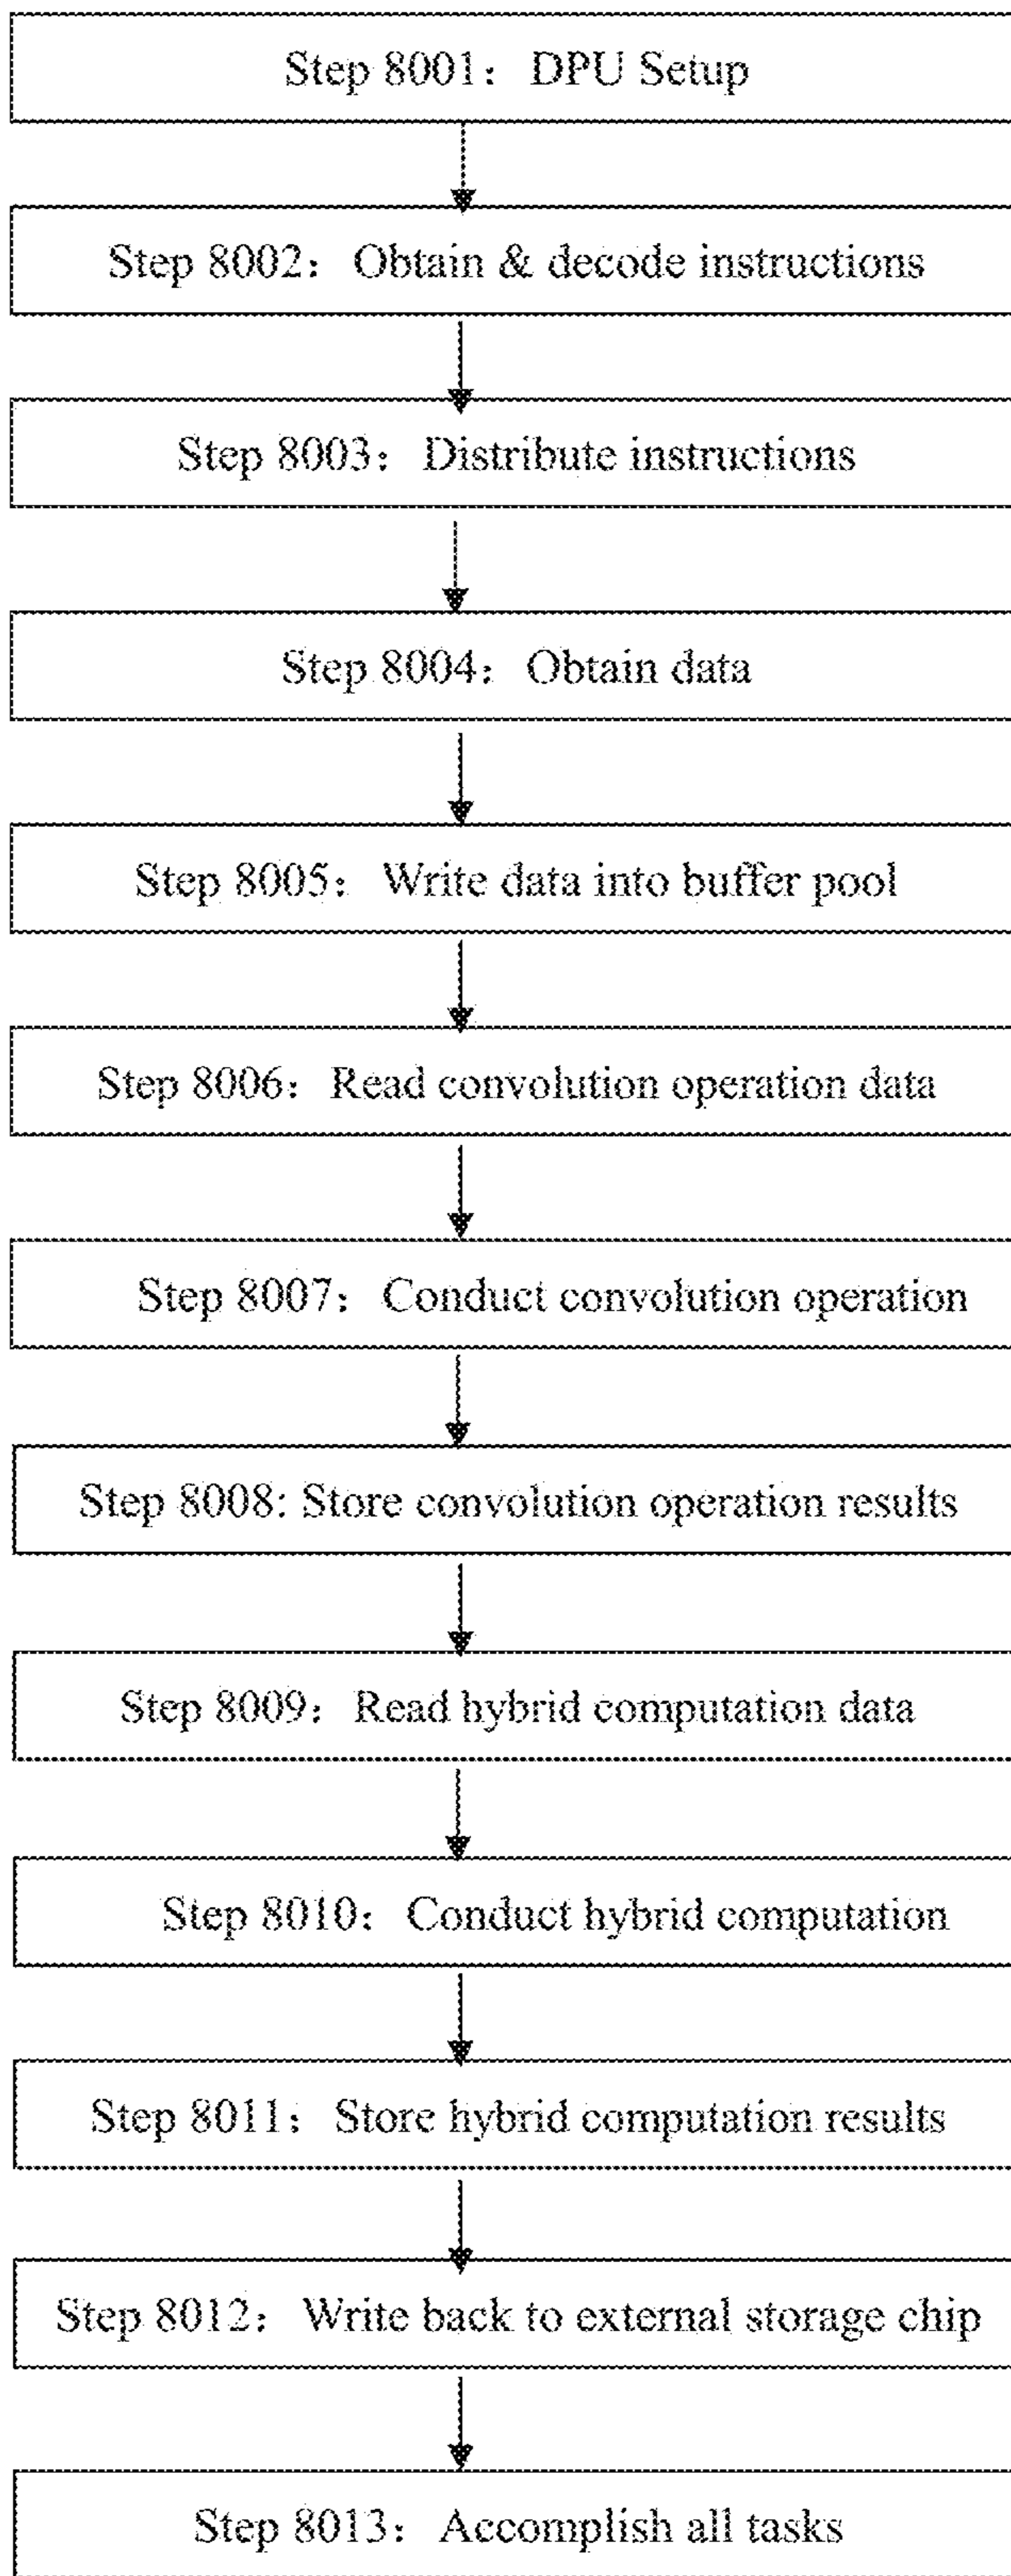 Step 8001： DPU Setup
Step 8002： Obtain & decode instructions
Step 8003： Distribute instructions
Step 8004： Obtain data
Step 8005： Write data into buffer pool
Step 8006： Read convolution operation data
Step 8007： Conduct convolution operation
Step 8008: Store convolution operation results
Step 8009： Read hybrid computation data
Step 8010： Conduct hybrid computation
Step 8011： Store hybrid computation results
Step 8012： Write back to external storage chip
Step 8013： Accomplish all tasks